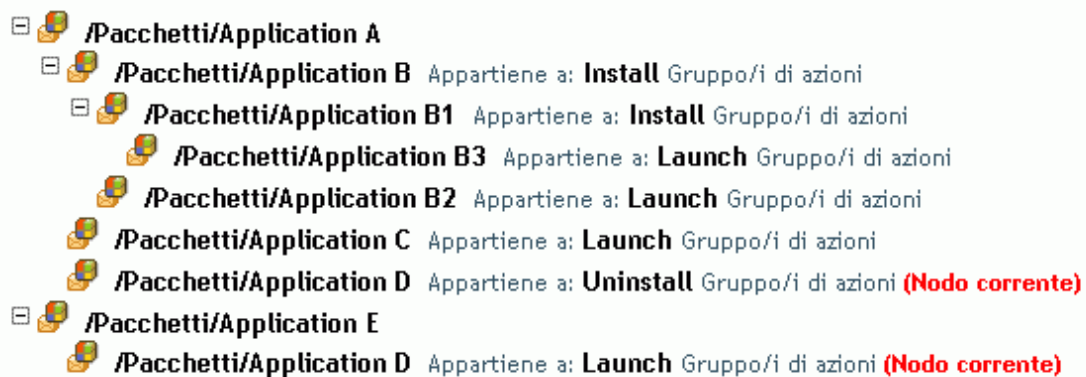 /Pacchetti/Application A
/Pacchetti/Application B Appartiene a: Install Gruppo/i di azioni
/Pacchetti/Application B1 Appartiene a: Install Gruppo/i di azioni
/Pacchetti/Application B3 Appartiene a: Launch Gruppo/i di azioni
/Pacchetti/Application B2 Appartiene a: Launch Gruppo/i di azioni
/Pacchetti/Application C Appartiene a: Launch Gruppo/i di azioni
/Pacchetti/Application D Appartiene a: Uninstall Gruppo/i di azioni (Nodo corrente)
/Pacchetti/Application E
/Pacchetti/Application D Appartiene a: Launch Gruppo/i di azioni (Nodo corrente)